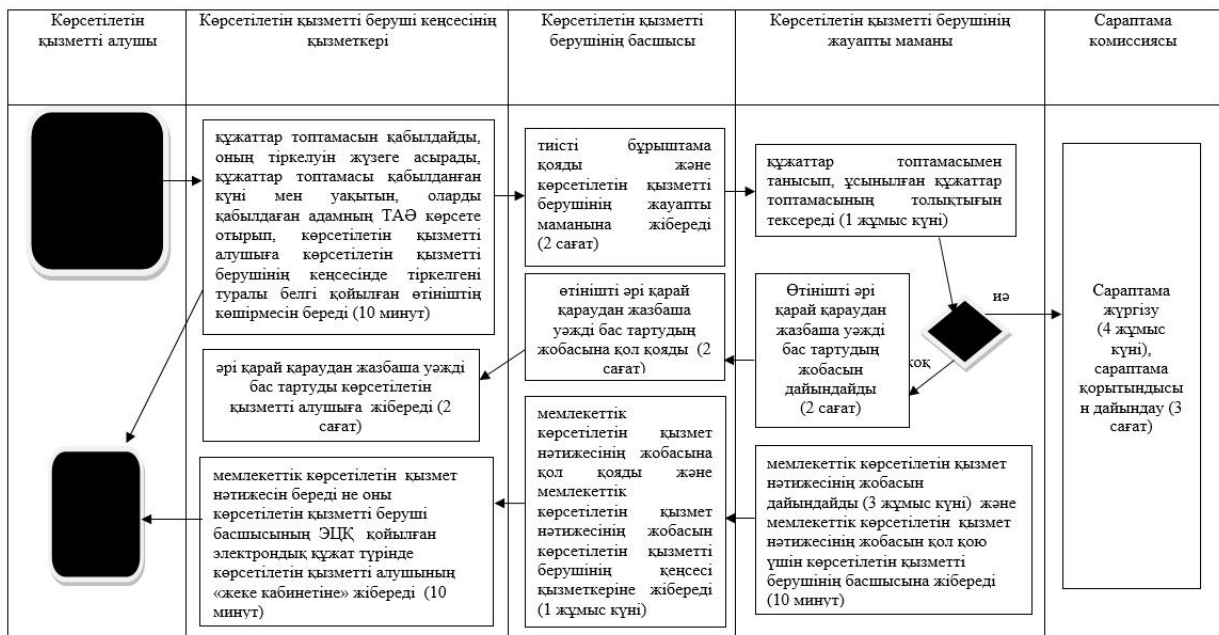 Көрсетілетін
қызметті алушы
Көрсетілетін қызметті беруші кеңсесінің
қызметкері
Көрсетілетін қызметті
берушінің басшысы
Көрсетілетін қызметті берушінің
жауапты маманы
Сараптама
комиссиясы
құжаттар топтамасын қабылдайды,
оның тіркелуін жүзеге асырады,
құжаттар топтамасы қабылданған
күні мен уақытын, оларды
қабылдаған адамның ТАӘ көрсете
отырып, көрсетілетін қызметті
алушыға көрсетілетін қызметті
берушінің кеңсесінде тіркелгені
туралы белгі қойылған өтініштің
көшірмесін береді (10 минут)
тиісті бұрыштама
қояды және
көрсетілетін қызметті
берушінің жауапты
маманына жібереді
(2 сағат)
құжаттар топтамасымен
танысып, ұсынылған құжаттар
топтамасының толықтығын
тексереді (1 жұмыс күні)
иә
жоқ
Сараптама
жүргізу
(4 жұмыс
күні),
сараптама
қорытындысы
н дайындау (3
сағат)
Өтінішті әрі
қарай қараудан
жазбаша уәжді
бас тартудың
жобасын
дайындайды
(2 сағат)
өтінішті әрі қарай
қараудан жазбаша уәжді
бас тартудың
жобасына қол қояды (2
сағат)
әрі қарай қараудан жазбаша уәжді
бас тартуды көрсетілетін
қызметті алушыға жібереді (2
сағат)
мемлекеттік көрсетілетін қызмет
нәтижесінің жобасын
дайындайды (3 жұмыс күні) және
мемлекеттік көрсетілетін қызмет
нәтижесінің жобасын қол қою
үшін көрсетілетін қызметті
берушінің басшысына жібереді
(10 минут)
мемлекеттік
көрсетілетін қызмет
нәтижесінің жобасына
қол қояды және
мемлекеттік
көрсетілетін қызмет
нәтижесінің жобасын
көрсетілетін қызметті
берушінің қеңсесі
қызметкеріне жібереді
(1 жұмыс күні)
мемлекеттік көрсетілетін қызмет
нәтижесін береді не оны
көрсетілетін қызметті беруші
басшысының ЭЦҚ қойылған
электрондық құжат түрінде
көрсетілетін қызметті алушының
«жеке кабинетіне» жібереді (10
минут)